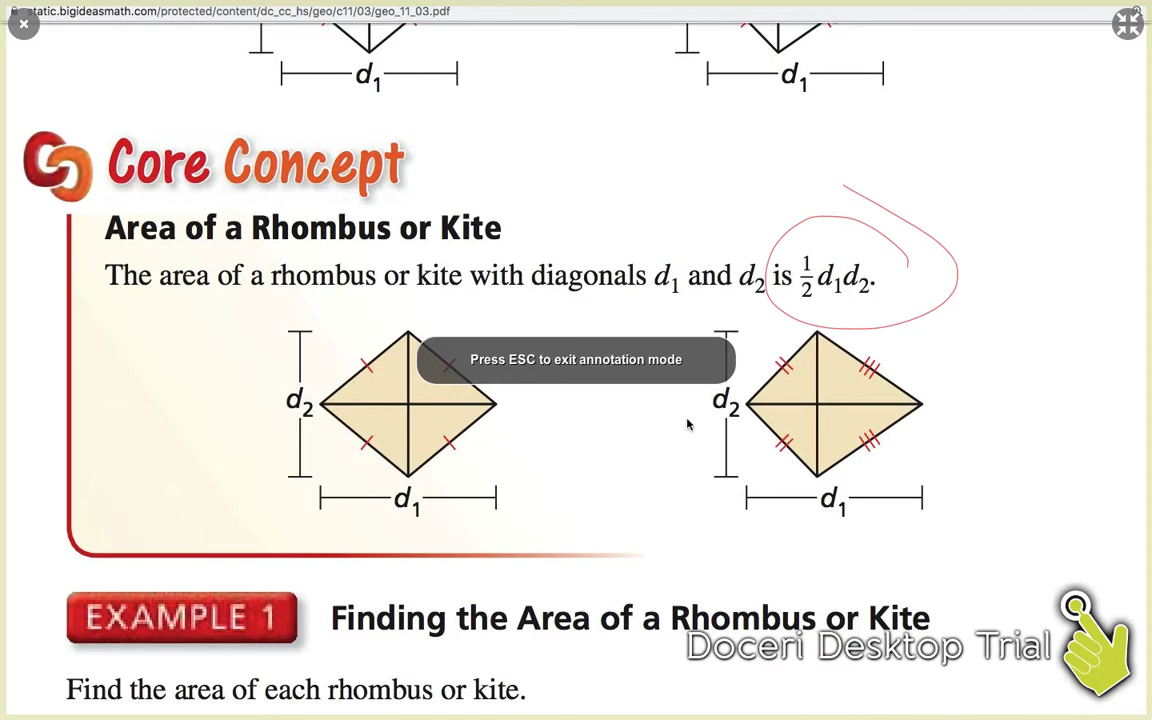 static.bigideasmath.com/protected/content/dc_cc_hs/geo/c11/03/geo_11_03.pdf
d1 d1
Core Concept
Area of a Rhombus or Kite
The area of a rhombus or kite with diagonals d1 and d2 is 1/2 d1d2.
Press ESC to exit annotation mode
d2 d2
d1 d1
EXAMPLE 1 Finding the Area of a Rhombus or Kite
Doceri Desktop Trial
Find the area of each rhombus or kite.